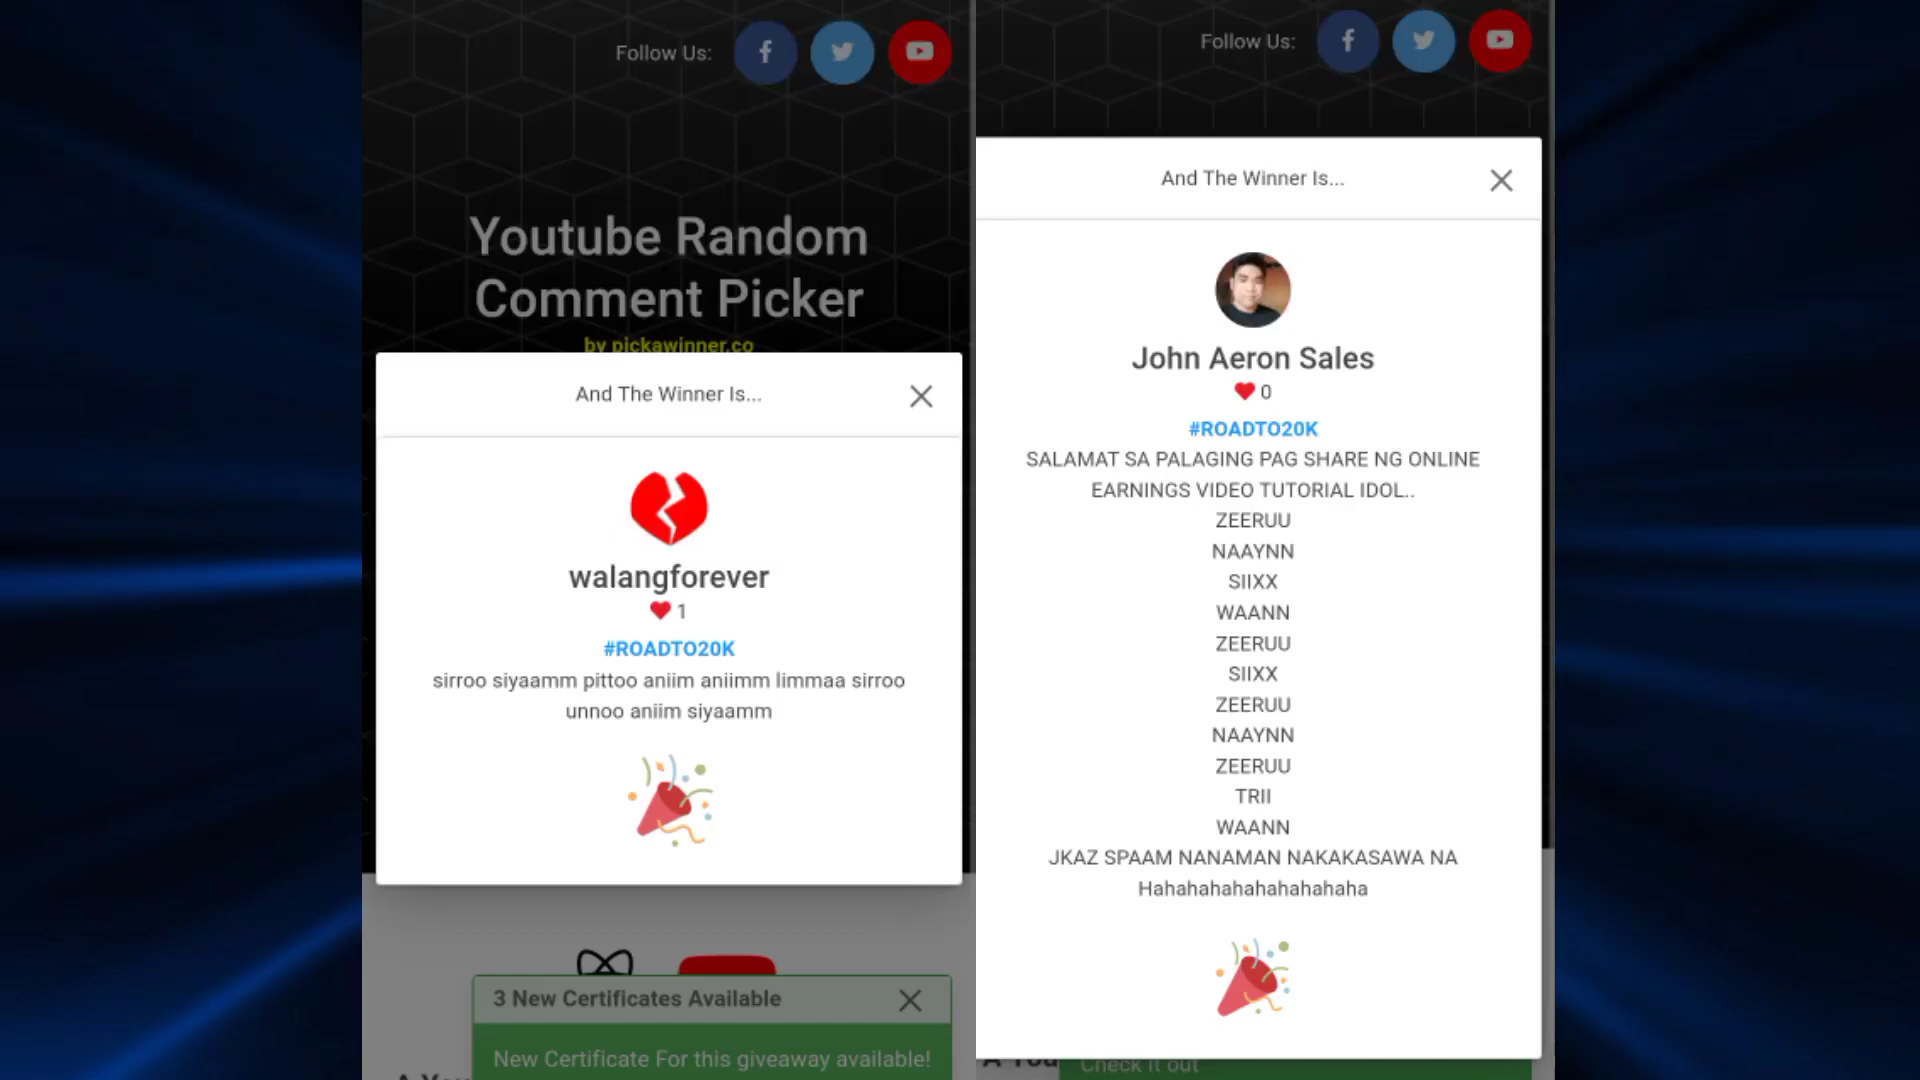 Follow Us:
Youtube Random
Comment Picker
by pickawinner.co
And The Winner Is...
walangforever
1
#ROADTO20K
sirroo siyaamm pittoo aniim aniimm limmaa sirroo
unnoo aniim siyaamm
3 New Certificates Available
New Certificate For this giveaway available!
Follow Us:
And The Winner Is...
John Aeron Sales
0
#ROADTO20K
SALAMAT SA PALAGING PAG SHARE NG ONLINE
EARNINGS VIDEO TUTORIAL IDOL..
ZEERUU
NAAYNN
SIIXX
WAANN
ZEERUU
SIIXX
ZEERUU
NAAYNN
ZEERUU
TRII
WAANN
JKAZ SPAAM NANAMAN NAKAKASAWA NA
Hahahahahahahahaha
Check it out